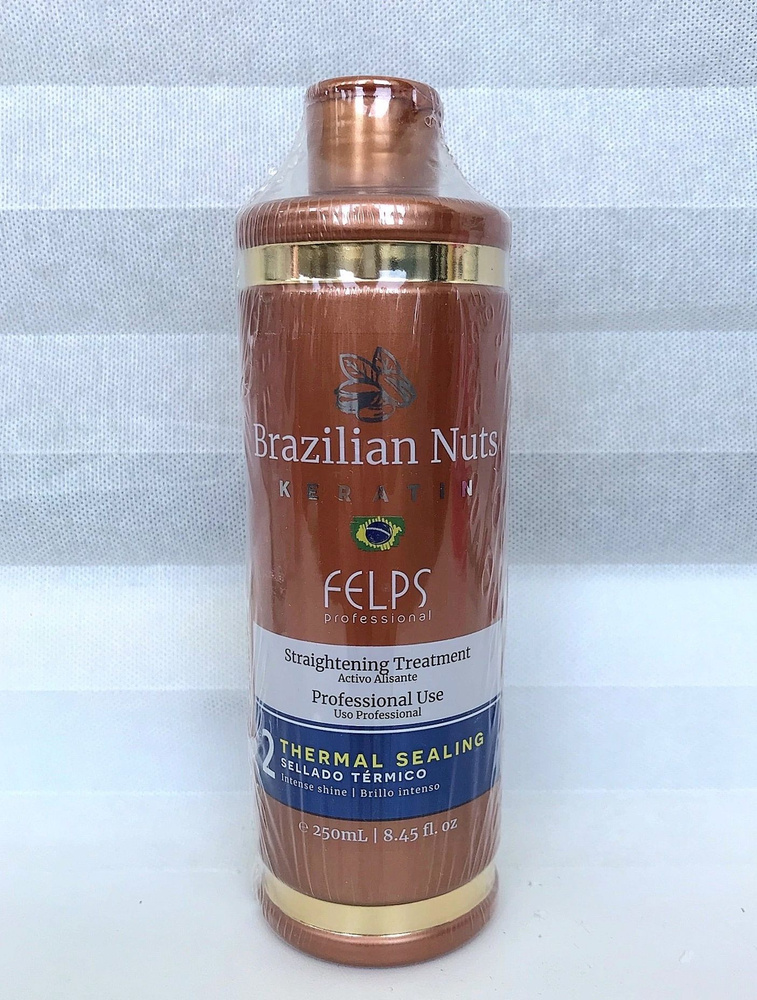 Brazilian Nuts
KERATIN
FELPS
professional
Straightening Treatment
Activo Alisante
Professional Use
Uso Professional
2 THERMAL SEALING
SELLADO TÉRMICO
Intense shine | Brillo intenso
℮ 250mL | 8.45 fl. oz